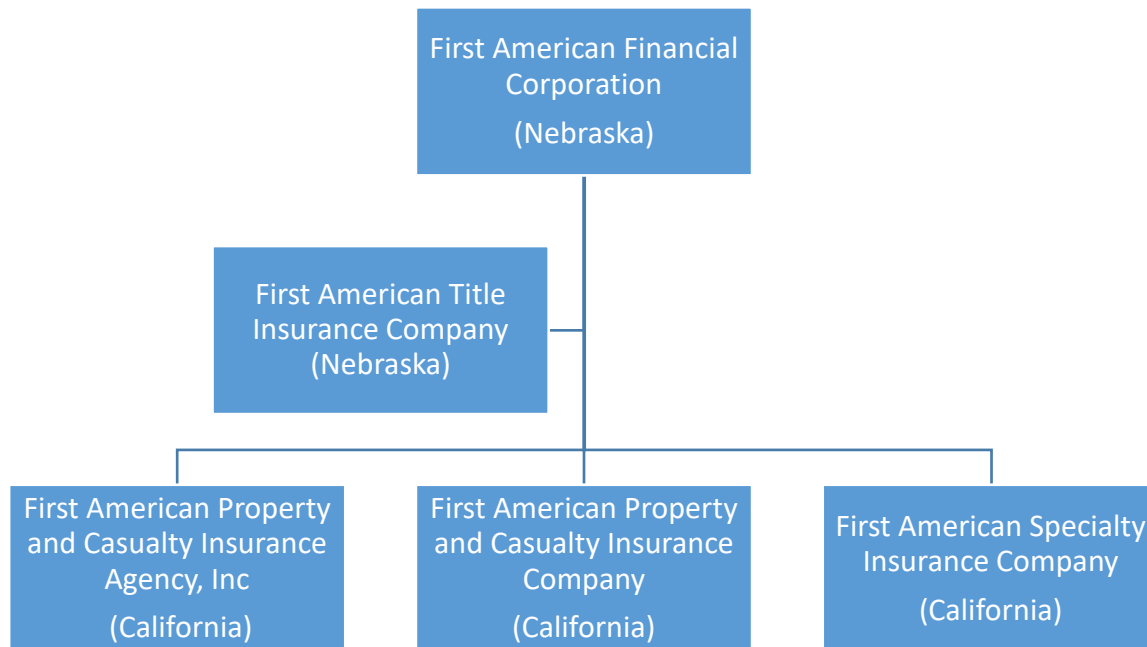 First American Financial
Corporation
(Nebraska)
First American Title
Insurance Company
(Nebraska)
First American Property
and Casualty Insurance
Agency, Inc
(California)
First American Property
and Casualty Insurance
Company
(California)
First American Specialty
Insurance Company
(California)